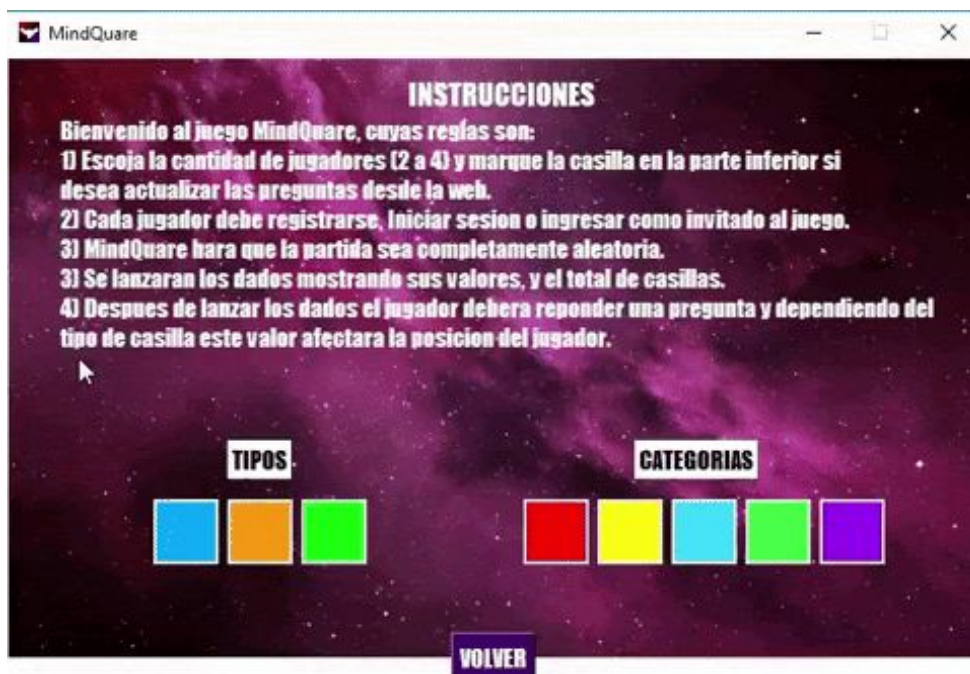 MindQuare
INSTRUCCIONES
Bienvenido al juego MindQuare, cuyas reglas son:
1) Escoja la cantidad de jugadores (2 a 4) y marque la casilla en la parte inferior si
desea actualizar las preguntas desde la web.
2) Cada jugador debe registrarse, Iniciar sesion o ingresar como invitado al juego.
3) MindQuare hara que la partida sea completamente aleatoria.
3) Se lanzaran los dados mostrando sus valores, y el total de casillas.
4) Despues de lanzar los dados el jugador debera reponder una pregunta y dependiendo del
tipo de casilla este valor afectara la posicion del jugador.
TIPOS
CATEGORIAS
VOLVER